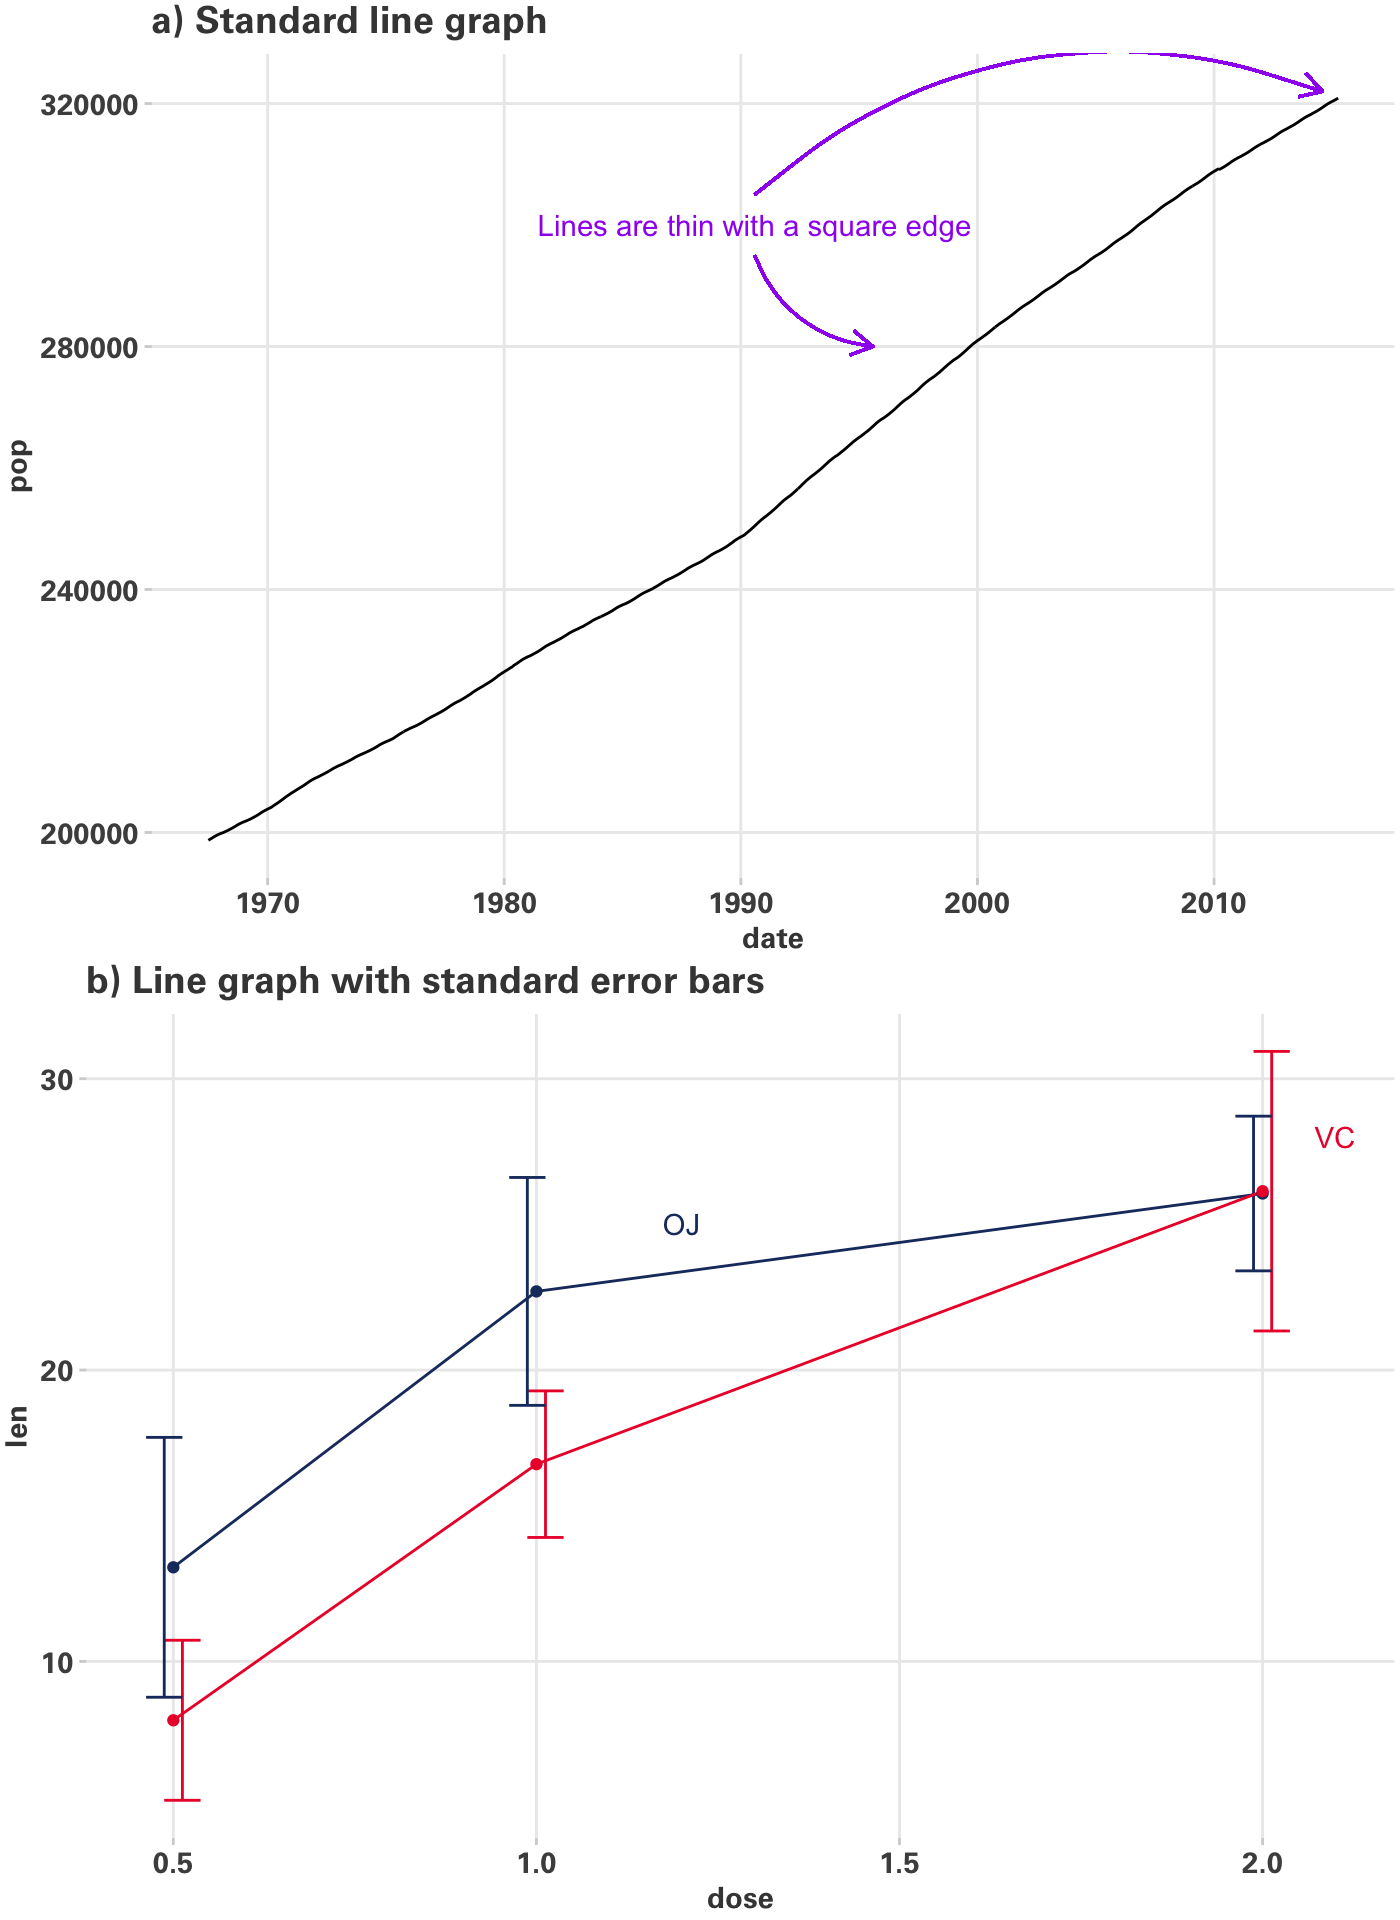 a) Standard line graph
320000
Lines are thin with a square edge
280000
pop
240000
200000
1970 1980 1990 2000 2010
date
b) Line graph with standard error bars
30
VC
OJ
20
len
10
0.5 1.0 1.5 2.0
dose